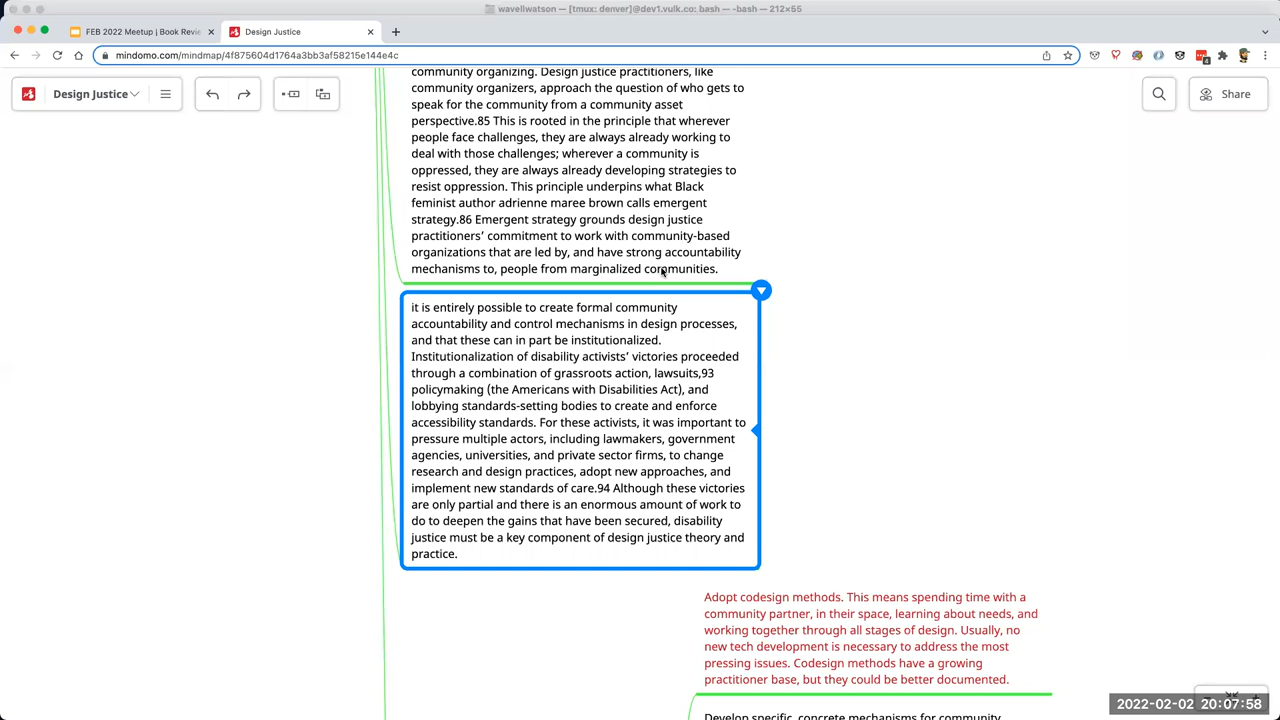 wavellwatson — [tmux: denver]@dev1.vulk.co: bash — -bash — 212×55
FEB 2022 Meetup | Book Revie
Design Justice
mindomo.com/mindmap/4f875604d1764a3bb3af58215e144e4c
Design Justice
Share
community organizing. Design justice practitioners, like
community organizers, approach the question of who gets to
speak for the community from a community asset
perspective.85 This is rooted in the principle that wherever
people face challenges, they are always already working to
deal with those challenges; wherever a community is
oppressed, they are always already developing strategies to
resist oppression. This principle underpins what Black
feminist author adrienne maree brown calls emergent
strategy.86 Emergent strategy grounds design justice
practitioners’ commitment to work with community-based
organizations that are led by, and have strong accountability
mechanisms to, people from marginalized communities.
it is entirely possible to create formal community
accountability and control mechanisms in design processes,
and that these can in part be institutionalized.
Institutionalization of disability activists’ victories proceeded
through a combination of grassroots action, lawsuits,93
policymaking (the Americans with Disabilities Act), and
lobbying standards-setting bodies to create and enforce
accessibility standards. For these activists, it was important to
pressure multiple actors, including lawmakers, government
agencies, universities, and private sector firms, to change
research and design practices, adopt new approaches, and
implement new standards of care.94 Although these victories
are only partial and there is an enormous amount of work to
do to deepen the gains that have been secured, disability
justice must be a key component of design justice theory and
practice.
Adopt codesign methods. This means spending time with a
community partner, in their space, learning about needs, and
working together through all stages of design. Usually, no
new tech development is necessary to address the most
pressing issues. Codesign methods have a growing
practitioner base, but they could be better documented.
Develop specific, concrete mechanisms for community
2022-02-02 20:07:58